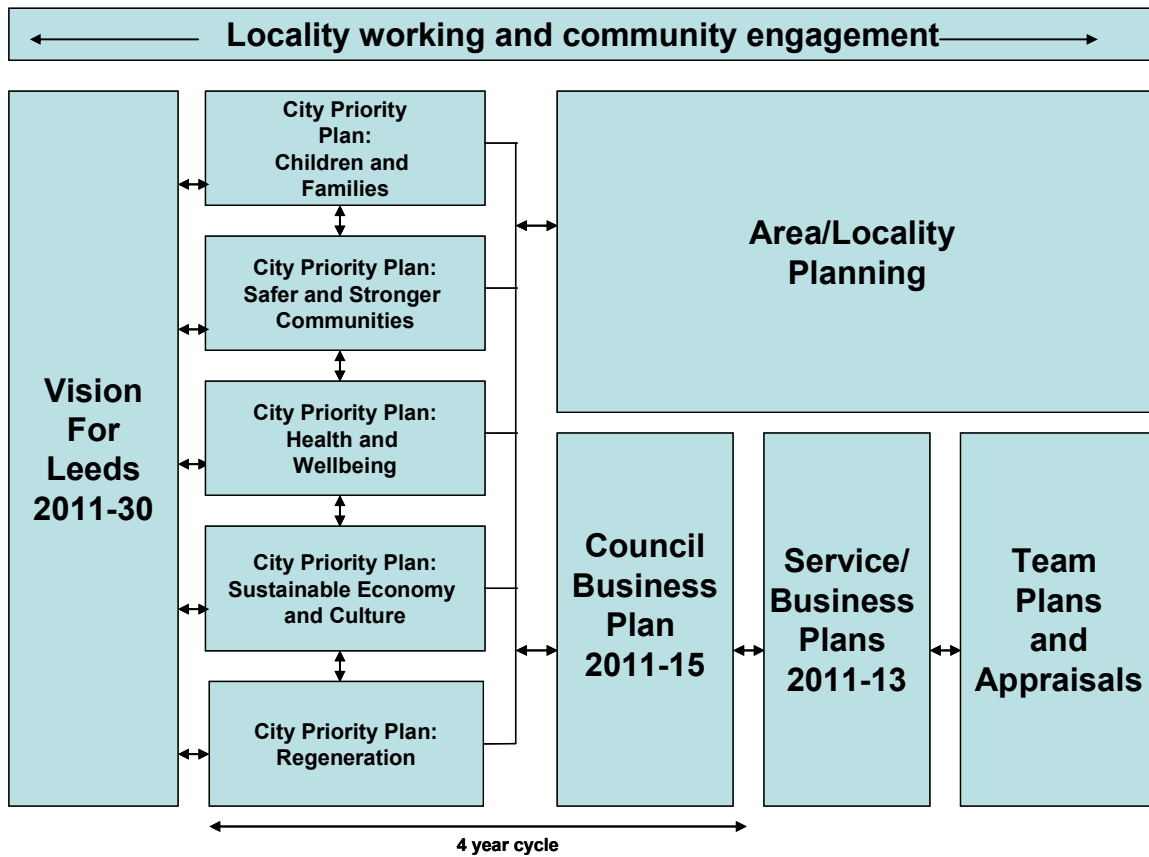 Locality working and community engagement
Vision
For
Leeds
2011-30
City Priority
Plan:
Children and
Families
City Priority Plan:
Safer and Stronger
Communities
City Priority Plan:
Health and
Wellbeing
City Priority Plan:
Sustainable Economy
and Culture
City Priority Plan:
Regeneration
Area/Locality
Planning
Council
Business
Plan
2011-15
Service/
Business
Plans
2011-13
Team
Plans
and
Appraisals
4 year cycle